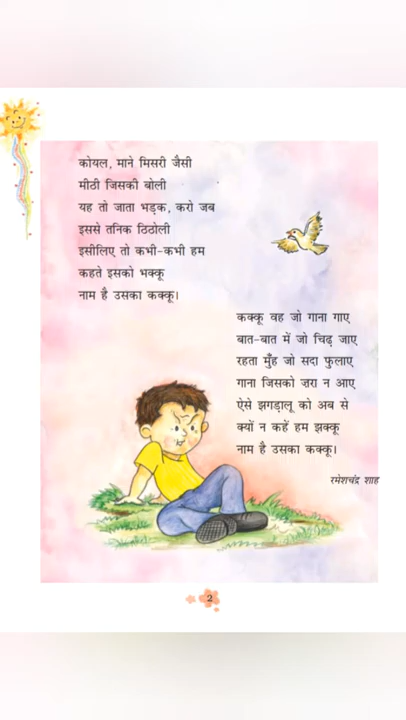 कोयल, माने मिसरी जैसी
मीठी जिसकी बोली
यह तो जाता भड़क, करो जब
इससे तनिक ठिठोली
इसीलिए तो कभी-कभी हम
कहते इसको भक्कू
नाम है उसका कक्कू।
कक्कू वह जो गाना गाए
बात-बात में जो चिढ़ जाए
रहता मुँह जो सदा फुलाए
गाना जिसको ज़रा न आए
ऐसे झगड़ालू को अब से
क्यों न कहें हम झक्कू
नाम है उसका कक्कू।
रमेशचंद्र शाह
2